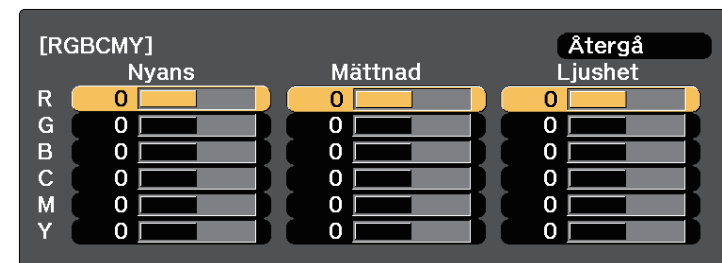 [RGBCMY] Återgå
Nyans Mättnad Ljushet
R 0 0 0
G 0 0 0
B 0 0 0
C 0 0 0
M 0 0 0
Y 0 0 0